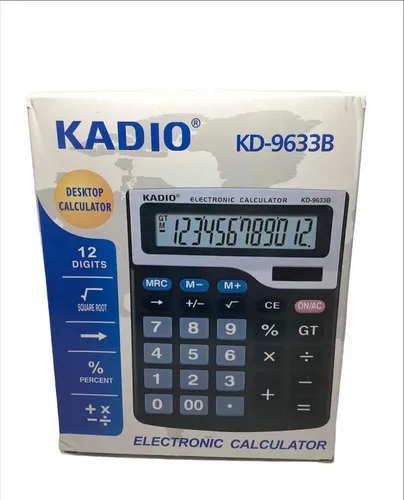 KADIO® KD-9633B
DESKTOP
CALCULATOR
KADIO® ELECTRONIC CALCULATOR KD-9633B
GT
M
- 123456789012.
12
DIGITS
√
SQUARE ROOT
→
%
PERCENT
+ ×
- ÷
MRC M- M+
→ +/- √ CE ON/AC
7 8 9 % GT
4 5 6 × ÷
1 2 3 + -
0 00 • =
ELECTRONIC CALCULATOR